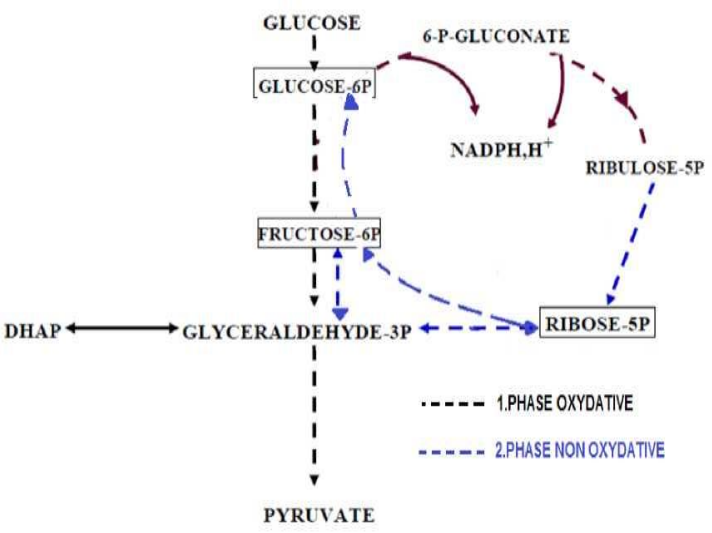 GLUCOSE
6-P-GLUCONATE
GLUCOSE-6P
NADPH,H+
RIBULOSE-5P
FRUCTOSE-6P
DHAP
GLYCERALDEHYDE-3P
RIBOSE-5P
1.PHASE OXYDATIVE
2.PHASE NON OXYDATIVE
PYRUVATE